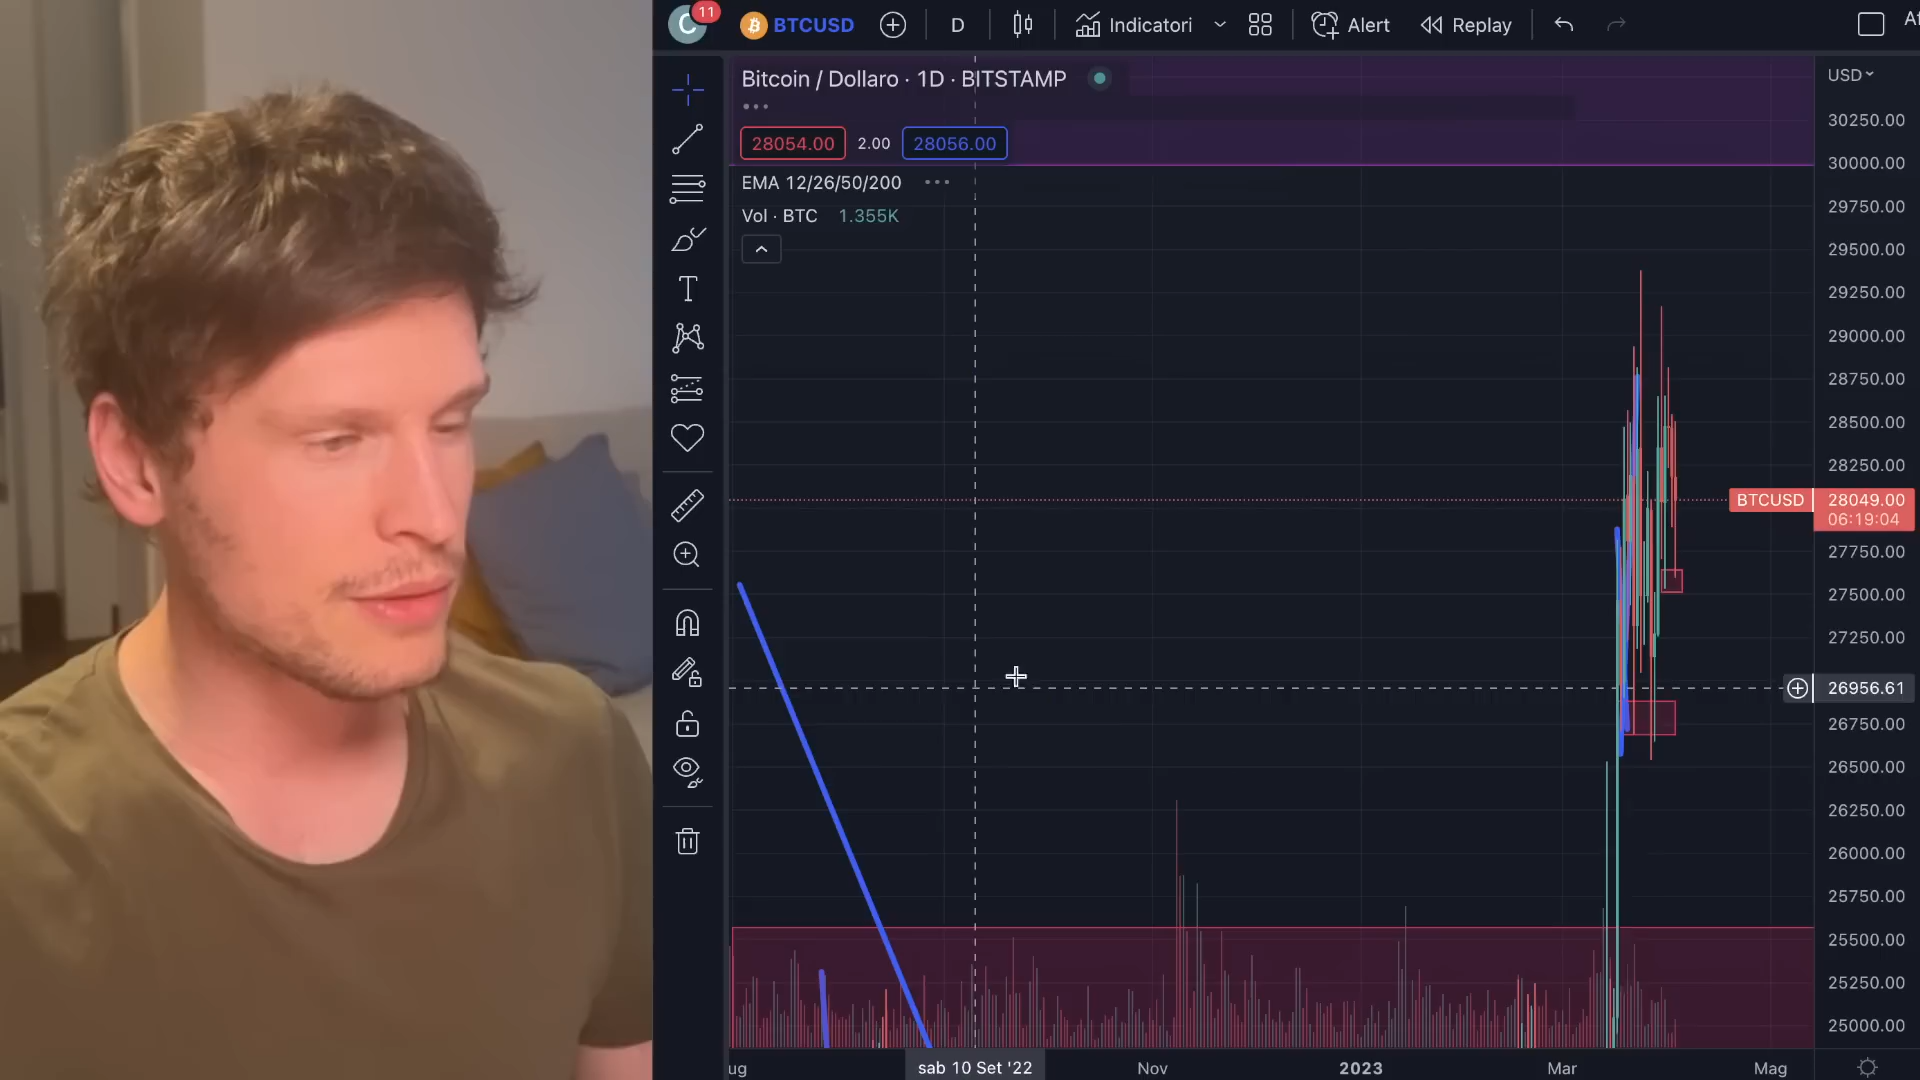 C 11 BTCUSD D Indicatori Alert Replay
Bitcoin / Dollaro · 1D · BITSTAMP
28054.00 2.00 28056.00
EMA 12/26/50/200
Vol · BTC 1.355K
T
USD
30250.00
30000.00
29750.00
29500.00
29250.00
29000.00
28750.00
28500.00
28250.00
BTCUSD 28049.00
06:19:04
27750.00
27500.00
27250.00
26956.61
26750.00
26500.00
26250.00
26000.00
25750.00
25500.00
25250.00
25000.00
ug sab 10 Set '22 Nov 2023 Mar Mag